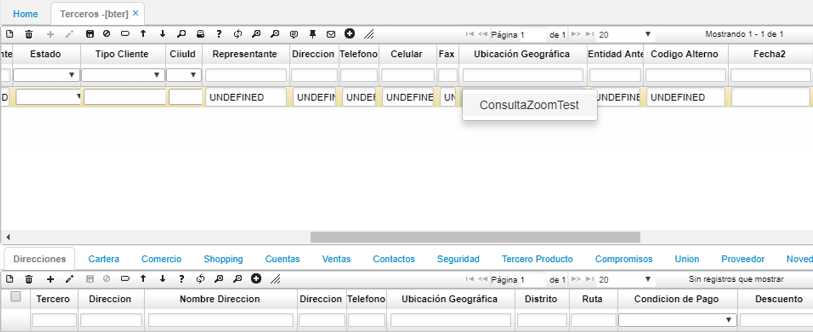 Home Terceros -[bter] ×
Página 1 de 1 20 Mostrando 1 - 1 de 1
nte Estado Tipo Cliente CiiuId Representante Direccion Telefono Celular Fax Ubicación Geográfica Entidad Ante Codigo Alterno Fecha2
D UNDEFINED UNDEFIN UNDEF UNDEFINE UN UNDEFINE UNDEFINED
ConsultaZoomTest
Direcciones Cartera Comercio Shopping Cuentas Ventas Contactos Seguridad Tercero Producto Compromisos Union Proveedor Noved
Página 1 de 1 20 Sin registros que mostrar
Tercero Direccion Nombre Direccion Direccion Telefono Ubicación Geográfica Distrito Ruta Condicion de Pago Descuento